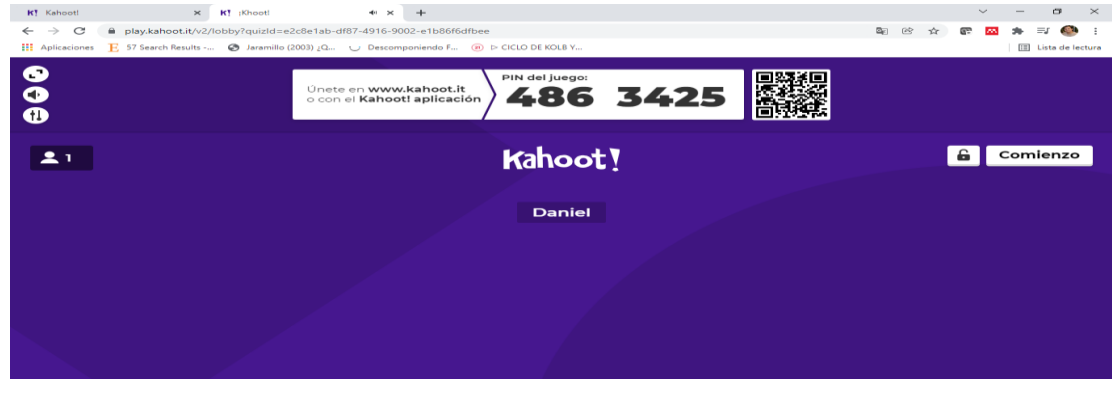 K! Kahoot!
K! ¡Khoot!
play.kahoot.it/v2/lobby?quizId=e2c8e1ab-df87-4916-9002-e1b86f6dfbee
Aplicaciones
57 Search Results -...
Jaramillo (2003) ¿Q...
Descomponiendo F...
▷ CICLO DE KOLB Y...
Lista de lectura
Únete en www.kahoot.it
o con el Kahoot! aplicación
PIN del juego:
486 3425
1
Kahoot!
Comienzo
Daniel